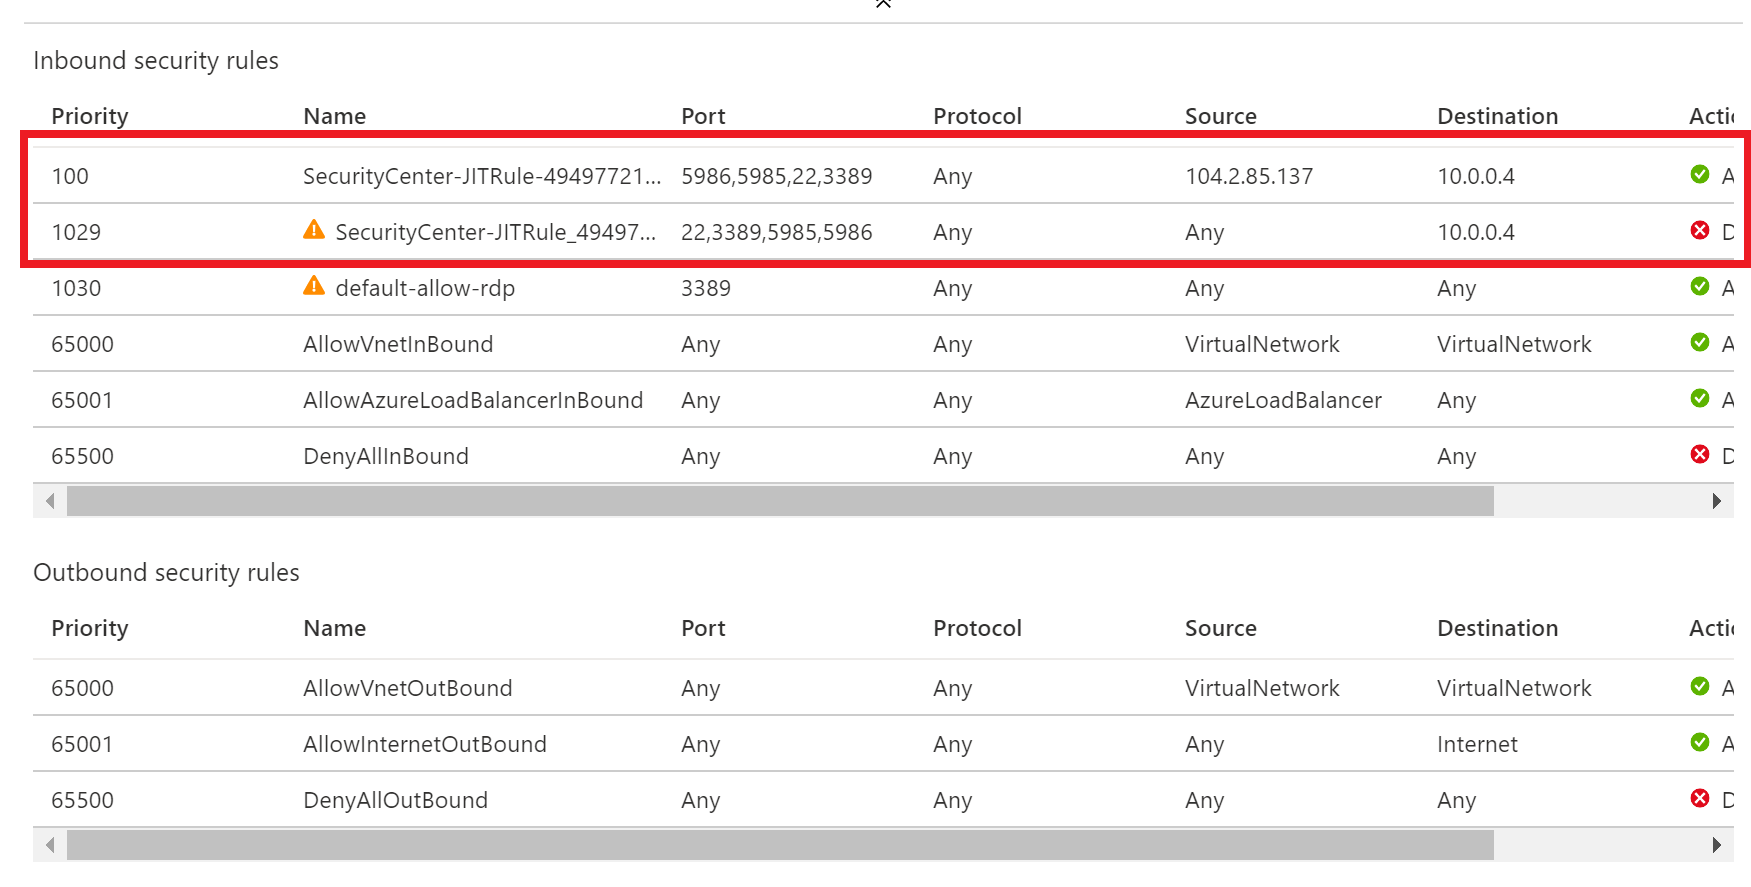 Inbound security rules
Priority Name Port Protocol Source Destination Actic
100 SecurityCenter-JITRule-49497721... 5986,5985,22,3389 Any 104.2.85.137 10.0.0.4 A
1029 SecurityCenter-JITRule_49497... 22,3389,5985,5986 Any Any 10.0.0.4 D
1030 default-allow-rdp 3389 Any Any Any A
65000 AllowVnetInBound Any Any VirtualNetwork VirtualNetwork A
65001 AllowAzureLoadBalancerInBound Any Any AzureLoadBalancer Any A
65500 DenyAllInBound Any Any Any Any D
Outbound security rules
Priority Name Port Protocol Source Destination Actic
65000 AllowVnetOutBound Any Any VirtualNetwork VirtualNetwork A
65001 AllowInternetOutBound Any Any Any Internet A
65500 DenyAllOutBound Any Any Any Any D